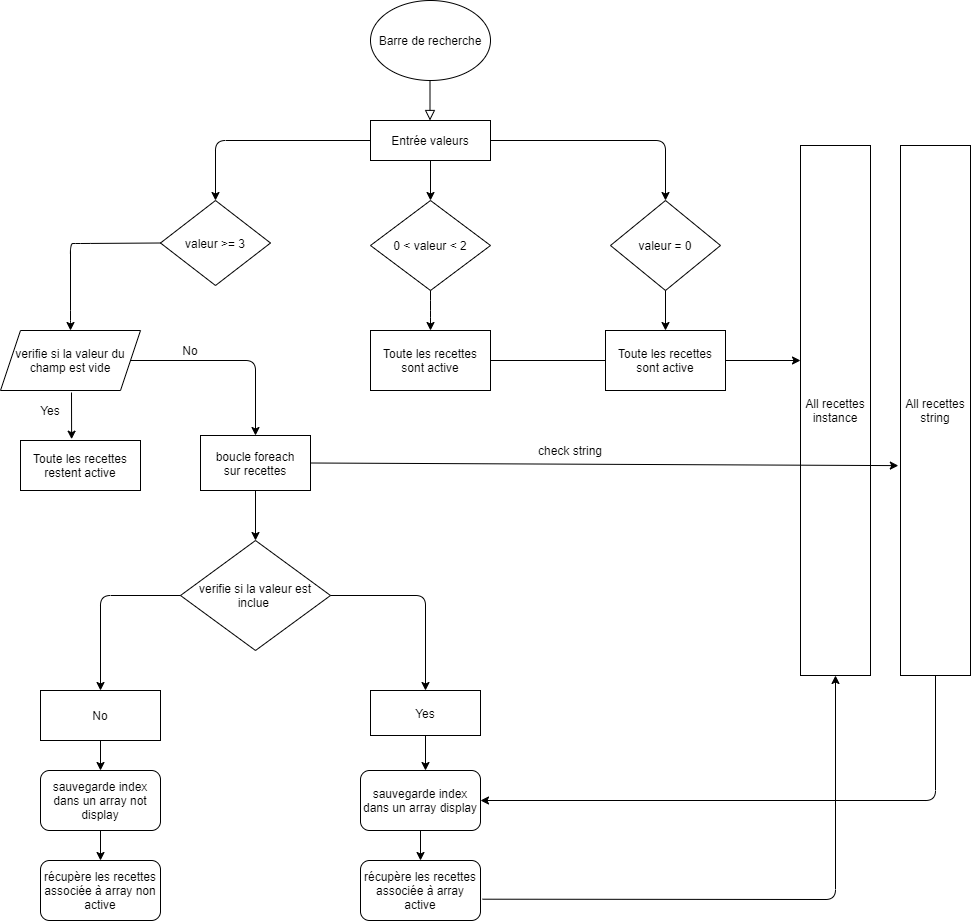 Barre de recherche
Entrée valeurs
valeur >= 3
0 < valeur < 2
valeur = 0
verifie si la valeur du
champ est vide
No
Toute les recettes
sont active
Toute les recettes
sont active
All recettes
instance
All recettes
string
Yes
Toute les recettes
restent active
boucle foreach
sur recettes
check string
verifie si la valeur est
inclue
No
Yes
sauvegarde index
dans un array not
display
sauvegarde index
dans un array display
récupère les recettes
associée à array non
active
récupère les recettes
associée à array
active